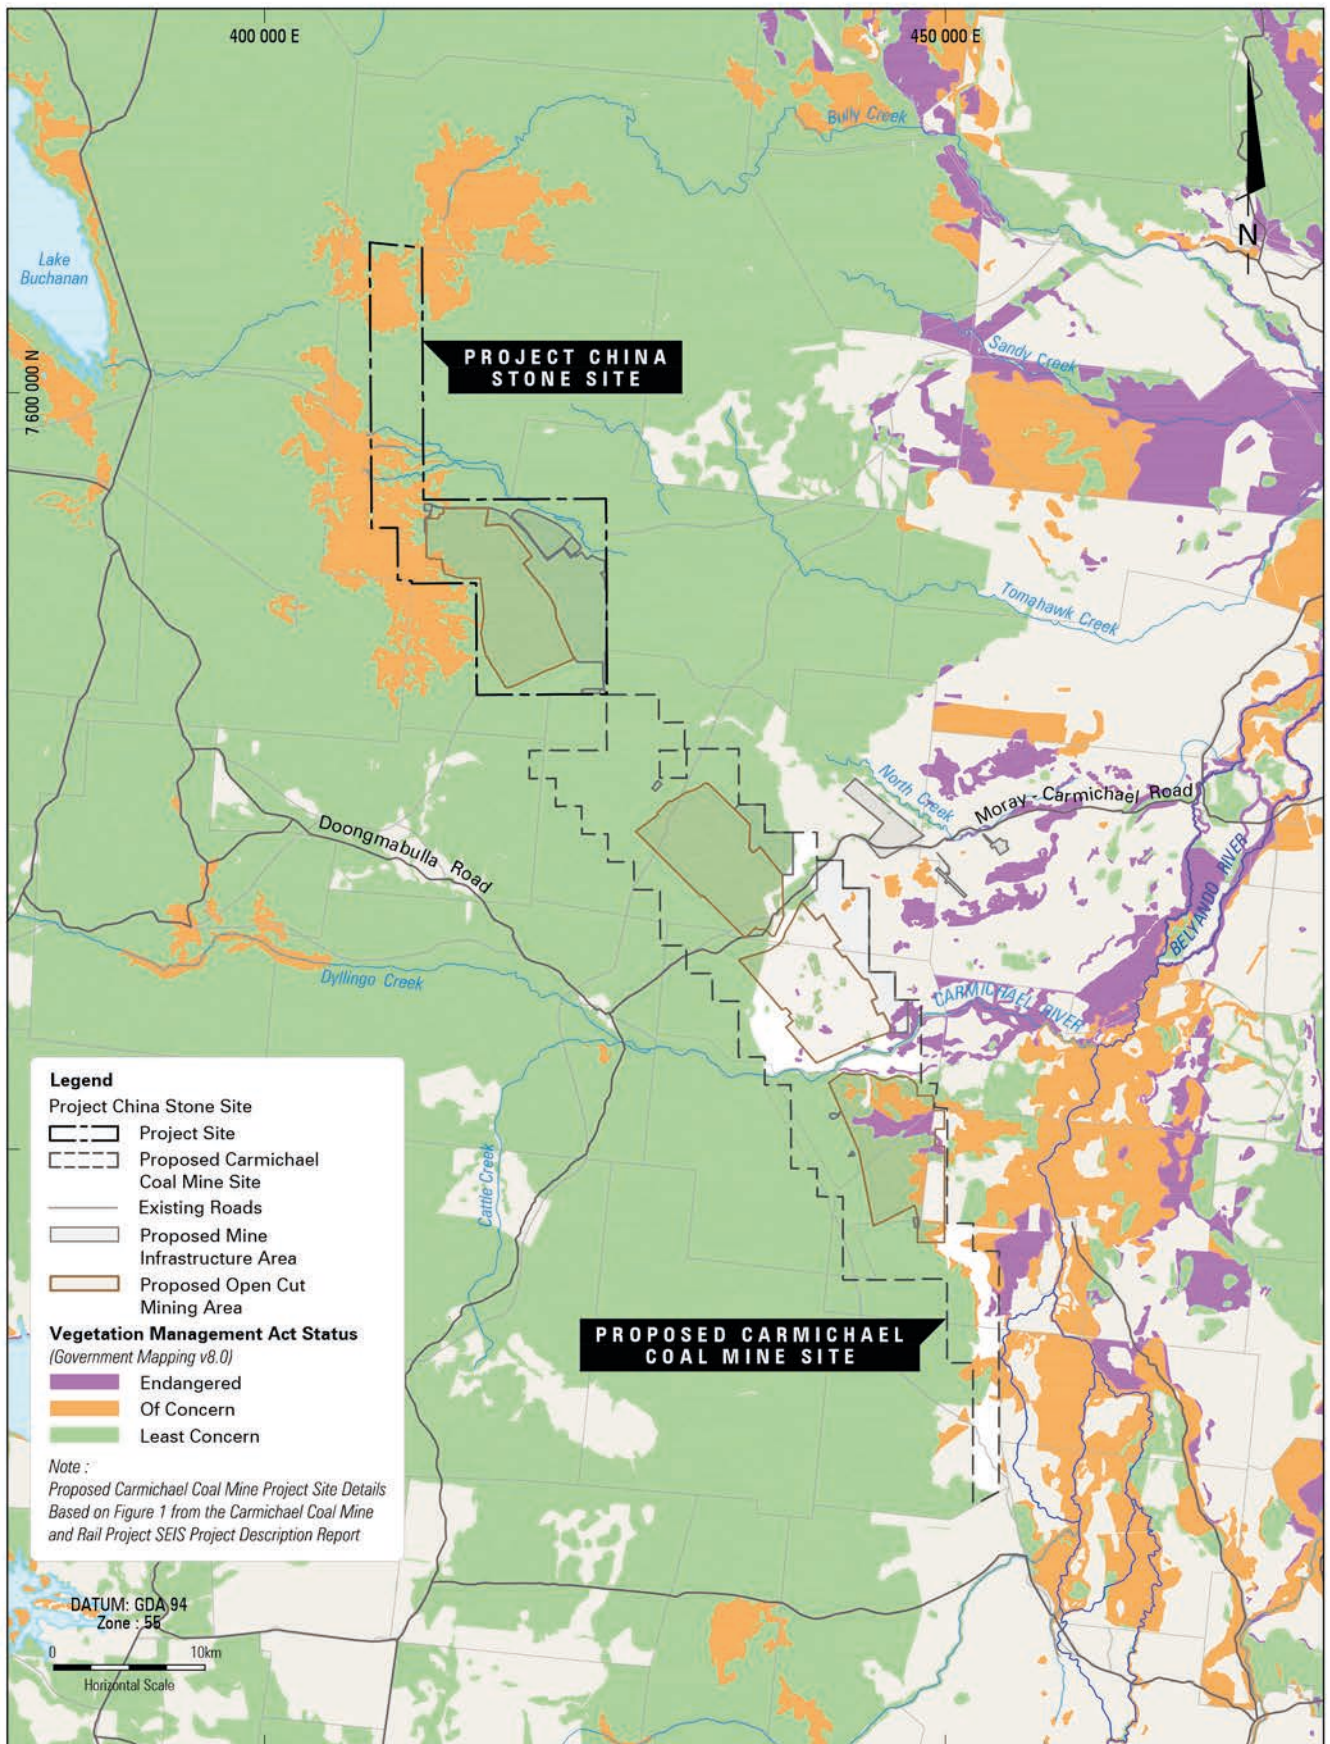 400 000 E
450 000 E
Bully Creek
N
Lake
Buchanan
7 600 000 N
PROJECT CHINA
STONE SITE
Sandy Creek
Tomahawk Creek
North Creek
Moray - Carmichael Road
Doongmabulla Road
BELYANDO RIVER
Dyllingo Creek
CARMICHAEL RIVER
Cattle Creek
Legend
Project China Stone Site
Project Site
Proposed Carmichael
Coal Mine Site
Existing Roads
Proposed Mine
Infrastructure Area
Proposed Open Cut
Mining Area
Vegetation Management Act Status
(Government Mapping v8.0)
Endangered
Of Concern
Least Concern
Note :
Proposed Carmichael Coal Mine Project Site Details
Based on Figure 1 from the Carmichael Coal Mine
and Rail Project SEIS Project Description Report
PROPOSED CARMICHAEL
COAL MINE SITE
DATUM: GDA 94
Zone : 55
0 10km
Horizontal Scale